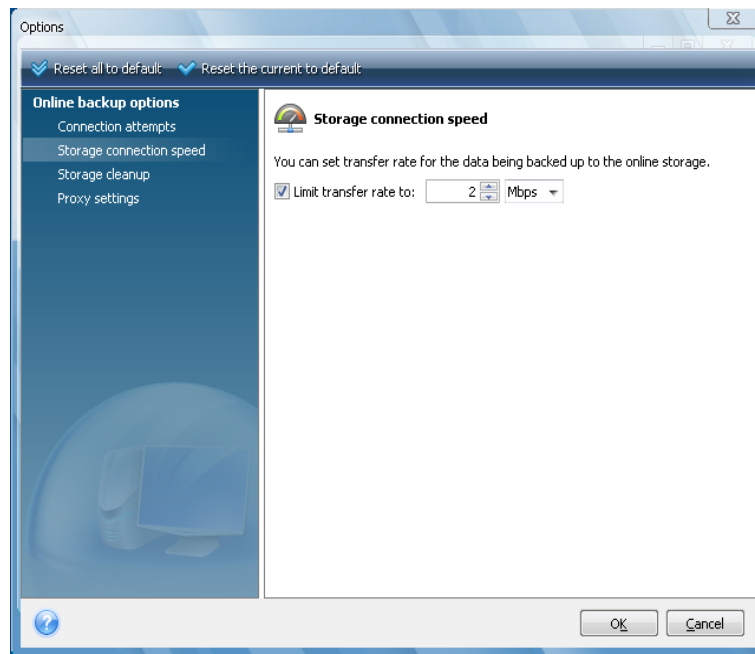 Options
Reset all to default Reset the current to default
Online backup options
Connection attempts
Storage connection speed
Storage cleanup
Proxy settings
Storage connection speed
You can set transfer rate for the data being backed up to the online storage.
Limit transfer rate to: 2 Mbps
OK Cancel